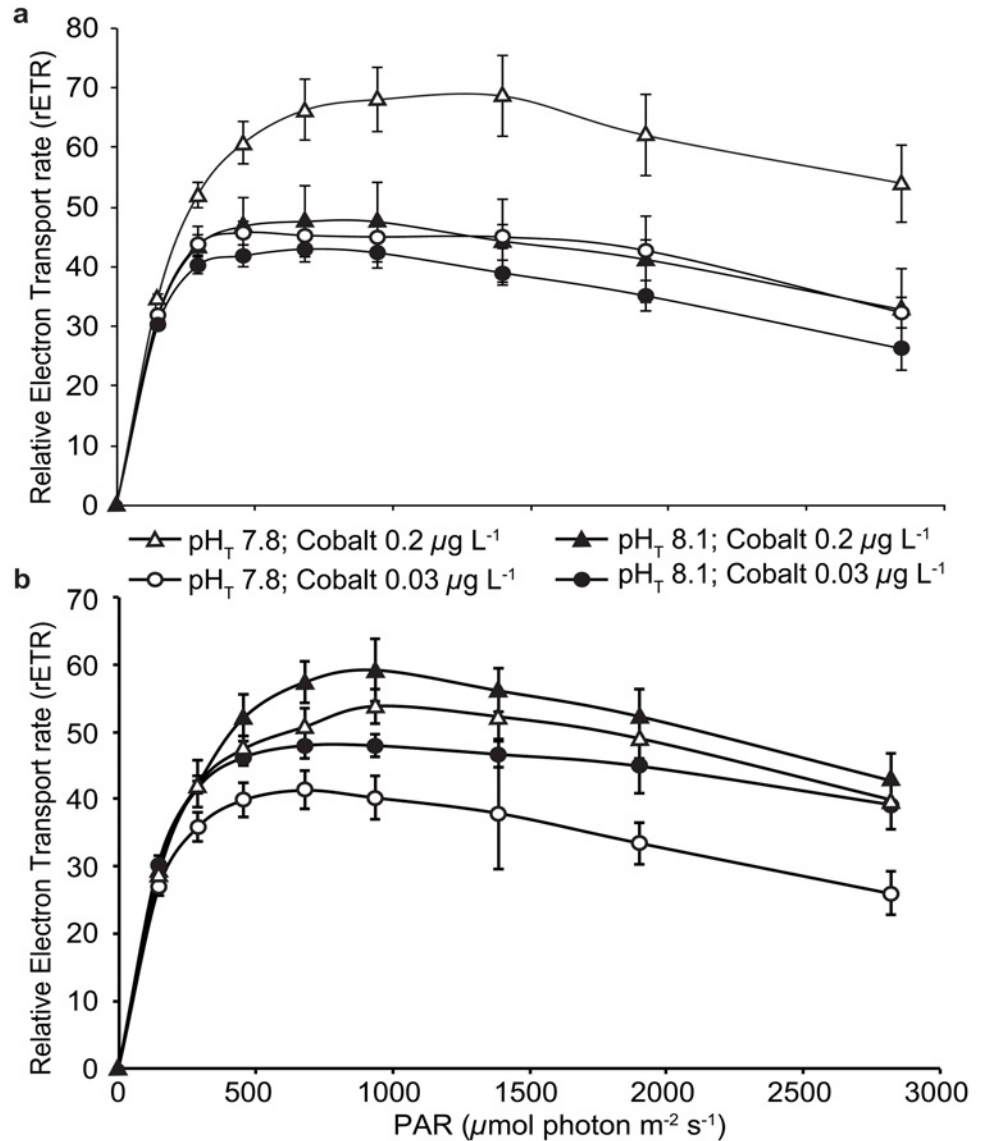 a
Relative Electron Transport rate (rETR)
80
70
60
50
40
30
20
10
0
pH_T 7.8; Cobalt 0.2 µg L⁻¹
pH_T 8.1; Cobalt 0.2 µg L⁻¹
pH_T 7.8; Cobalt 0.03 µg L⁻¹
pH_T 8.1; Cobalt 0.03 µg L⁻¹
b
Relative Electron Transport rate (rETR)
70
60
50
40
30
20
10
0
0 500 1000 1500 2000 2500 3000
PAR (µmol photon m⁻² s⁻¹)